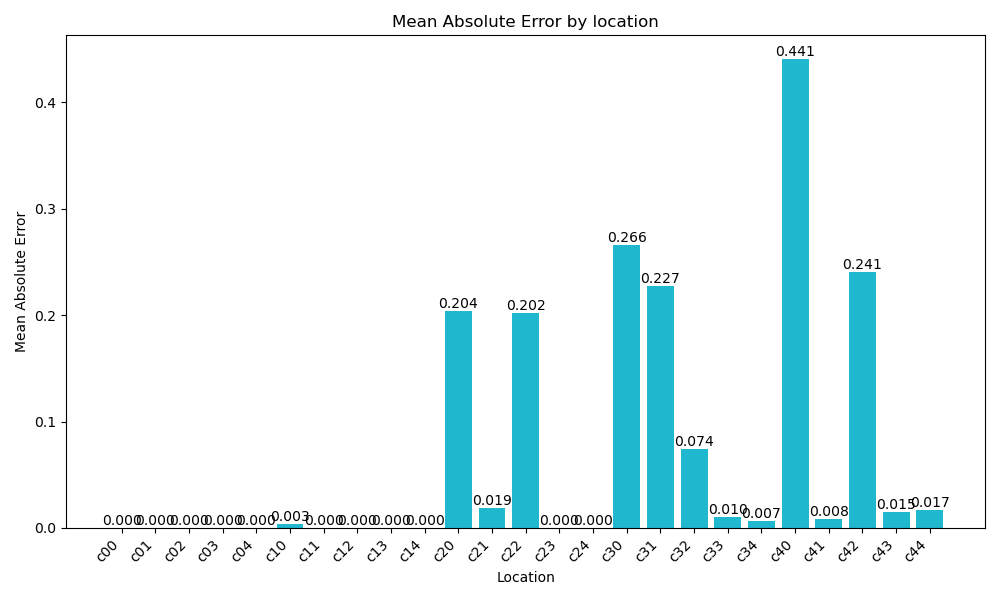 Mean Absolute Error by location
Mean Absolute Error
0.4
0.3
0.2
0.1
0.0
0.000
0.000
0.000
0.000
0.000
0.003
0.000
0.000
0.000
0.000
0.204
0.019
0.202
0.000
0.000
0.266
0.227
0.074
0.010
0.007
0.441
0.008
0.241
0.015
0.017
c00
c01
c02
c03
c04
c10
c11
c12
c13
c14
c20
c21
c22
c23
c24
c30
c31
c32
c33
c34
c40
c41
c42
c43
c44
Location